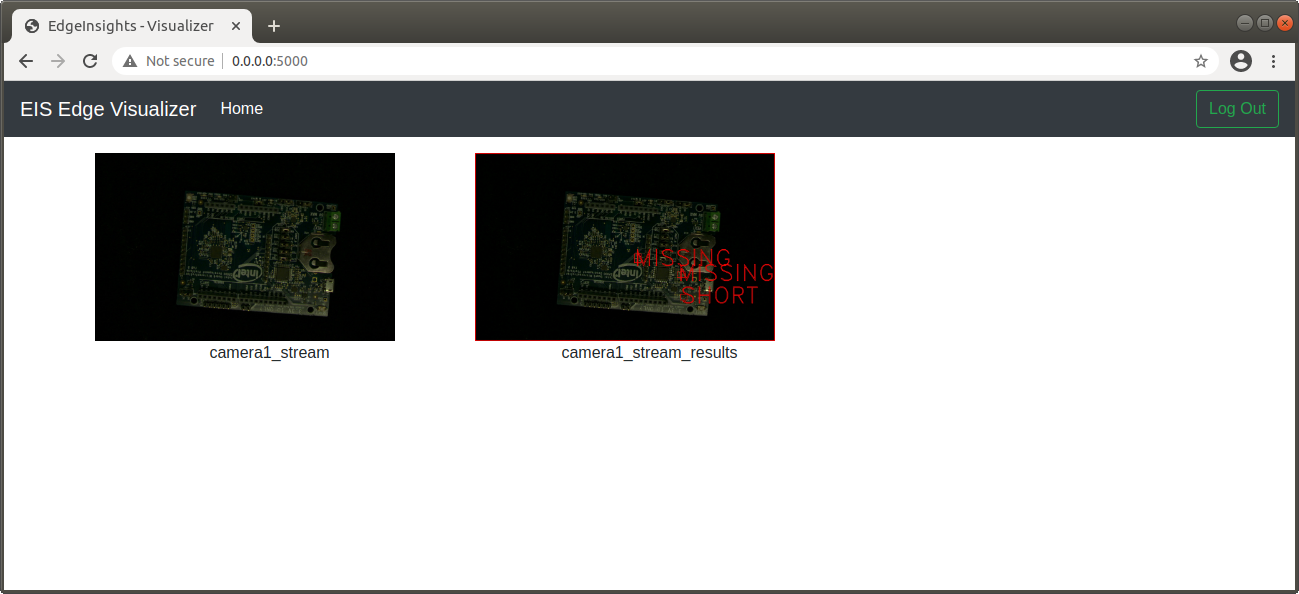 EdgeInsights - Visualizer
Not secure 0.0.0.0:5000
EIS Edge Visualizer Home Log Out
intel
intel
MISSING
MISSING
SHORT
camera1_stream camera1_stream_results